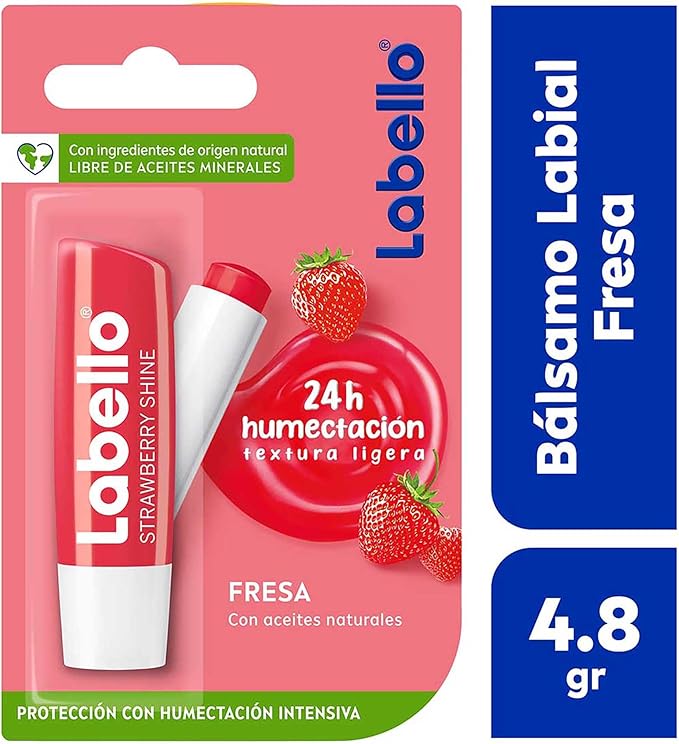 Labello®
Con ingredientes de origen natural
LIBRE DE ACEITES MINERALES
Labello®
STRAWBERRY SHINE
24h
humectación
textura ligera
FRESA
Con aceites naturales
PROTECCIÓN CON HUMECTACIÓN INTENSIVA
Bálsamo Labial
Fresa
4.8
gr